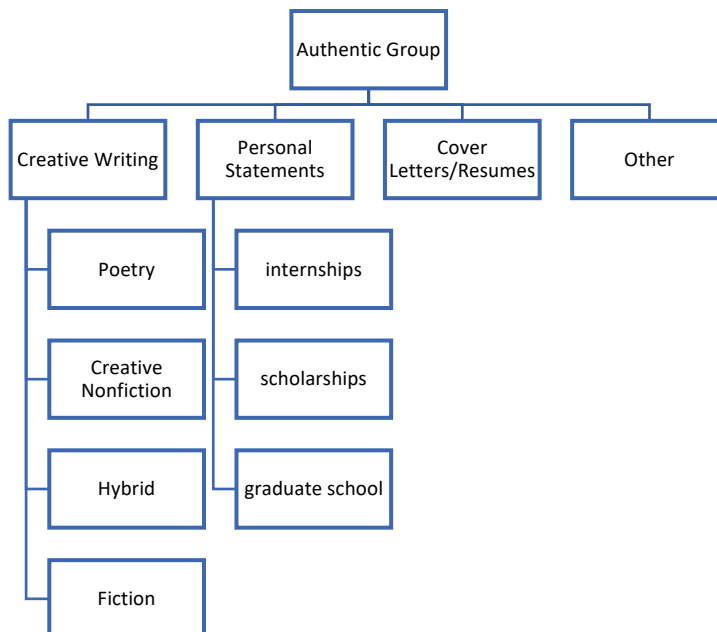 Authentic Group
Creative Writing
Personal
Statements
Cover
Letters/Resumes
Other
Poetry
Creative
Nonfiction
Hybrid
Fiction
internships
scholarships
graduate school